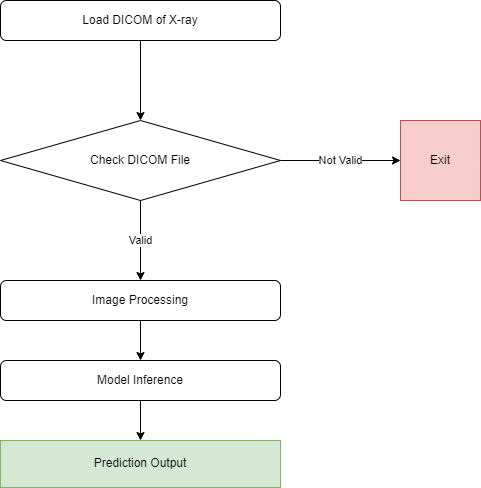 Load DICOM of X-ray
Check DICOM File
Not Valid
Exit
Valid
Image Processing
Model Inference
Prediction Output